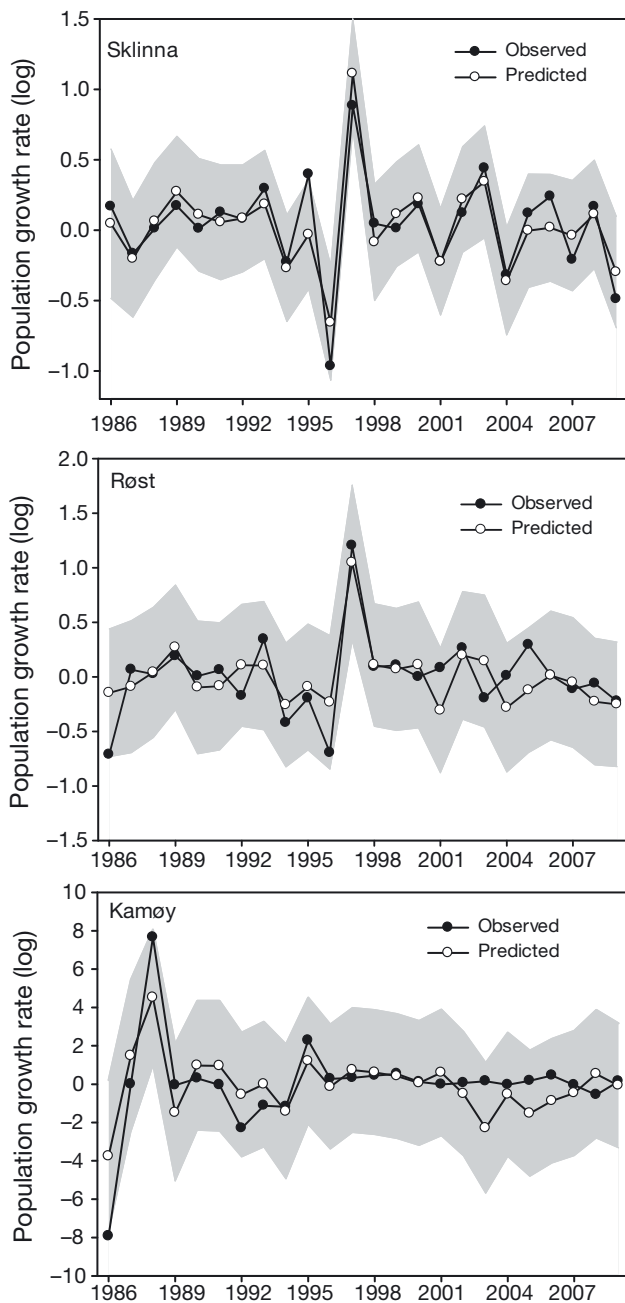 Sklinna
Observed
Predicted
Population growth rate (log)
1.5
1.0
0.5
0.0
−0.5
−1.0
1986 1989 1992 1995 1998 2001 2004 2007
Røst
Observed
Predicted
Population growth rate (log)
2.0
1.5
1.0
0.5
0.0
−0.5
−1.0
−1.5
1986 1989 1992 1995 1998 2001 2004 2007
Kamøy
Observed
Predicted
Population growth rate (log)
10
8
6
4
2
0
−2
−4
−6
−8
−10
1986 1989 1992 1995 1998 2001 2004 2007